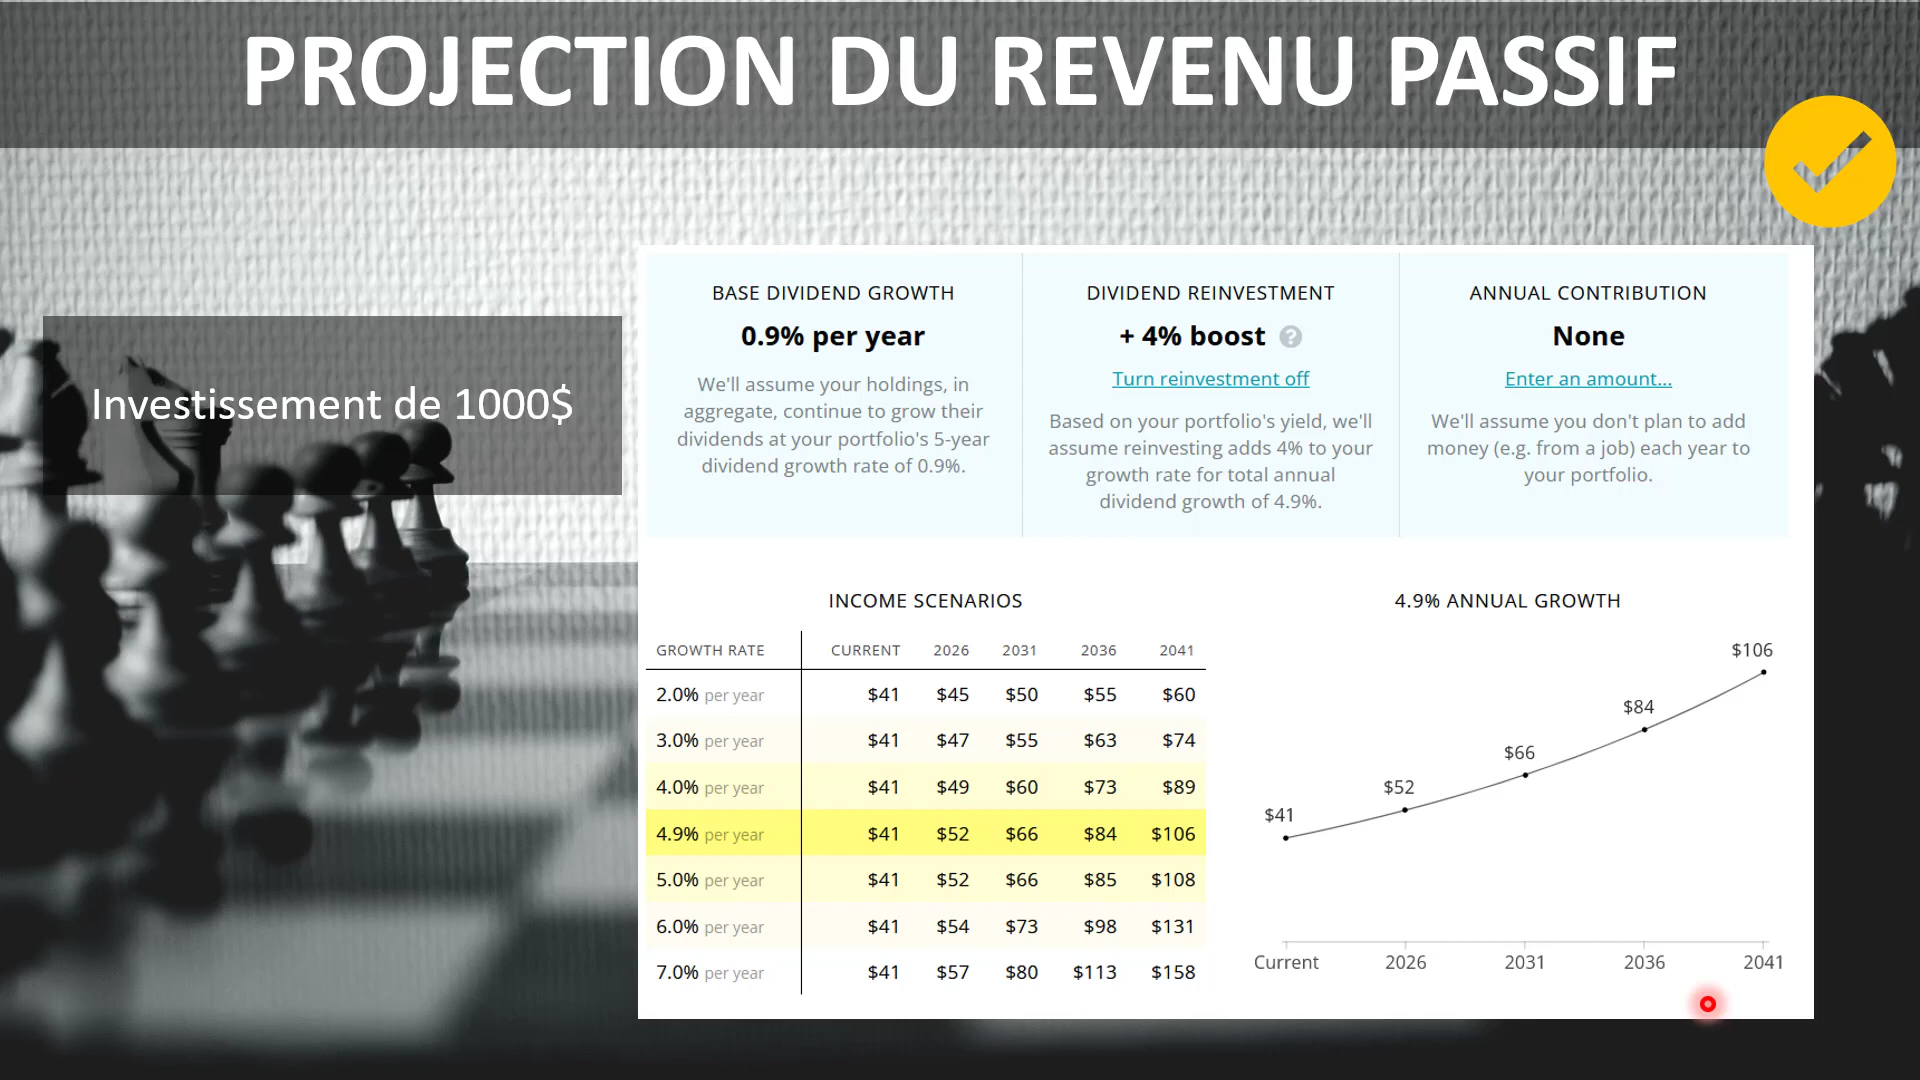 PROJECTION DU REVENU PASSIF
Investissement de 1000$
BASE DIVIDEND GROWTH
0.9% per year
We'll assume your holdings, in
aggregate, continue to grow their
dividends at your portfolio's 5-year
dividend growth rate of 0.9%.
DIVIDEND REINVESTMENT
+ 4% boost ?
Turn reinvestment off
Based on your portfolio's yield, we'll
assume reinvesting adds 4% to your
growth rate for total annual
dividend growth of 4.9%.
ANNUAL CONTRIBUTION
None
Enter an amount...
We'll assume you don't plan to add
money (e.g. from a job) each year to
your portfolio.
INCOME SCENARIOS
GROWTH RATE CURRENT 2026 2031 2036 2041
2.0% per year $41 $45 $50 $55 $60
3.0% per year $41 $47 $55 $63 $74
4.0% per year $41 $49 $60 $73 $89
4.9% per year $41 $52 $66 $84 $106
5.0% per year $41 $52 $66 $85 $108
6.0% per year $41 $54 $73 $98 $131
7.0% per year $41 $57 $80 $113 $158
4.9% ANNUAL GROWTH
$106
$84
$66
$52
$41
Current 2026 2031 2036 2041